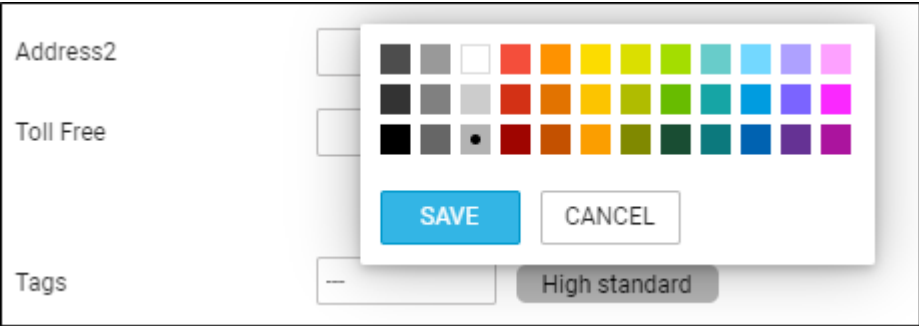 Address2
Toll Free
SAVE CANCEL
Tags --- High standard